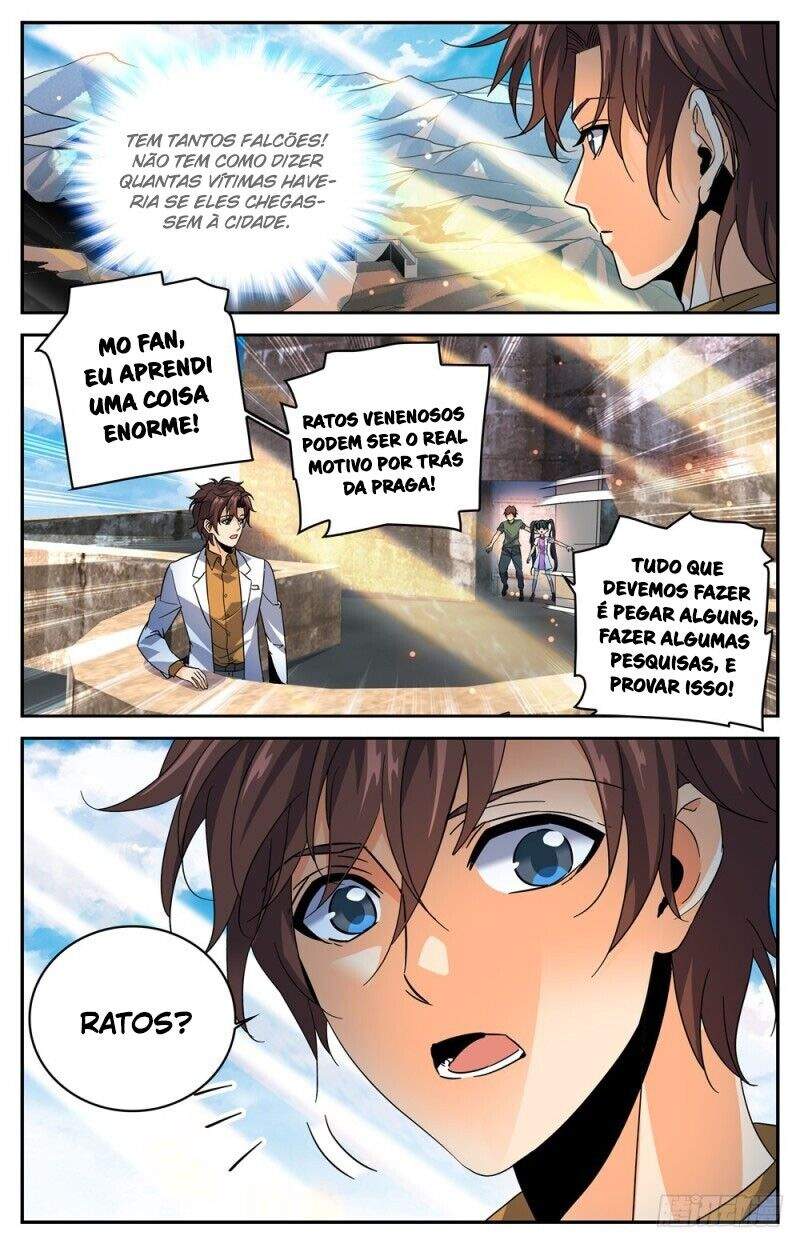 TEM TANTOS FALCÕES!
NÃO TEM COMO DIZER
QUANTAS VÍTIMAS HAVE-
RIA SE ELES CHEGAS-
SEM À CIDADE.
MO FAN,
EU APRENDI
UMA COISA
ENORME!
RATOS VENENOSOS
PODEM SER O REAL
MOTIVO POR TRÁS
DA PRAGA!
TUDO QUE
DEVEMOS FAZER
É PEGAR ALGUNS,
FAZER ALGUMAS
PESQUISAS, E
PROVAR ISSO!
RATOS?